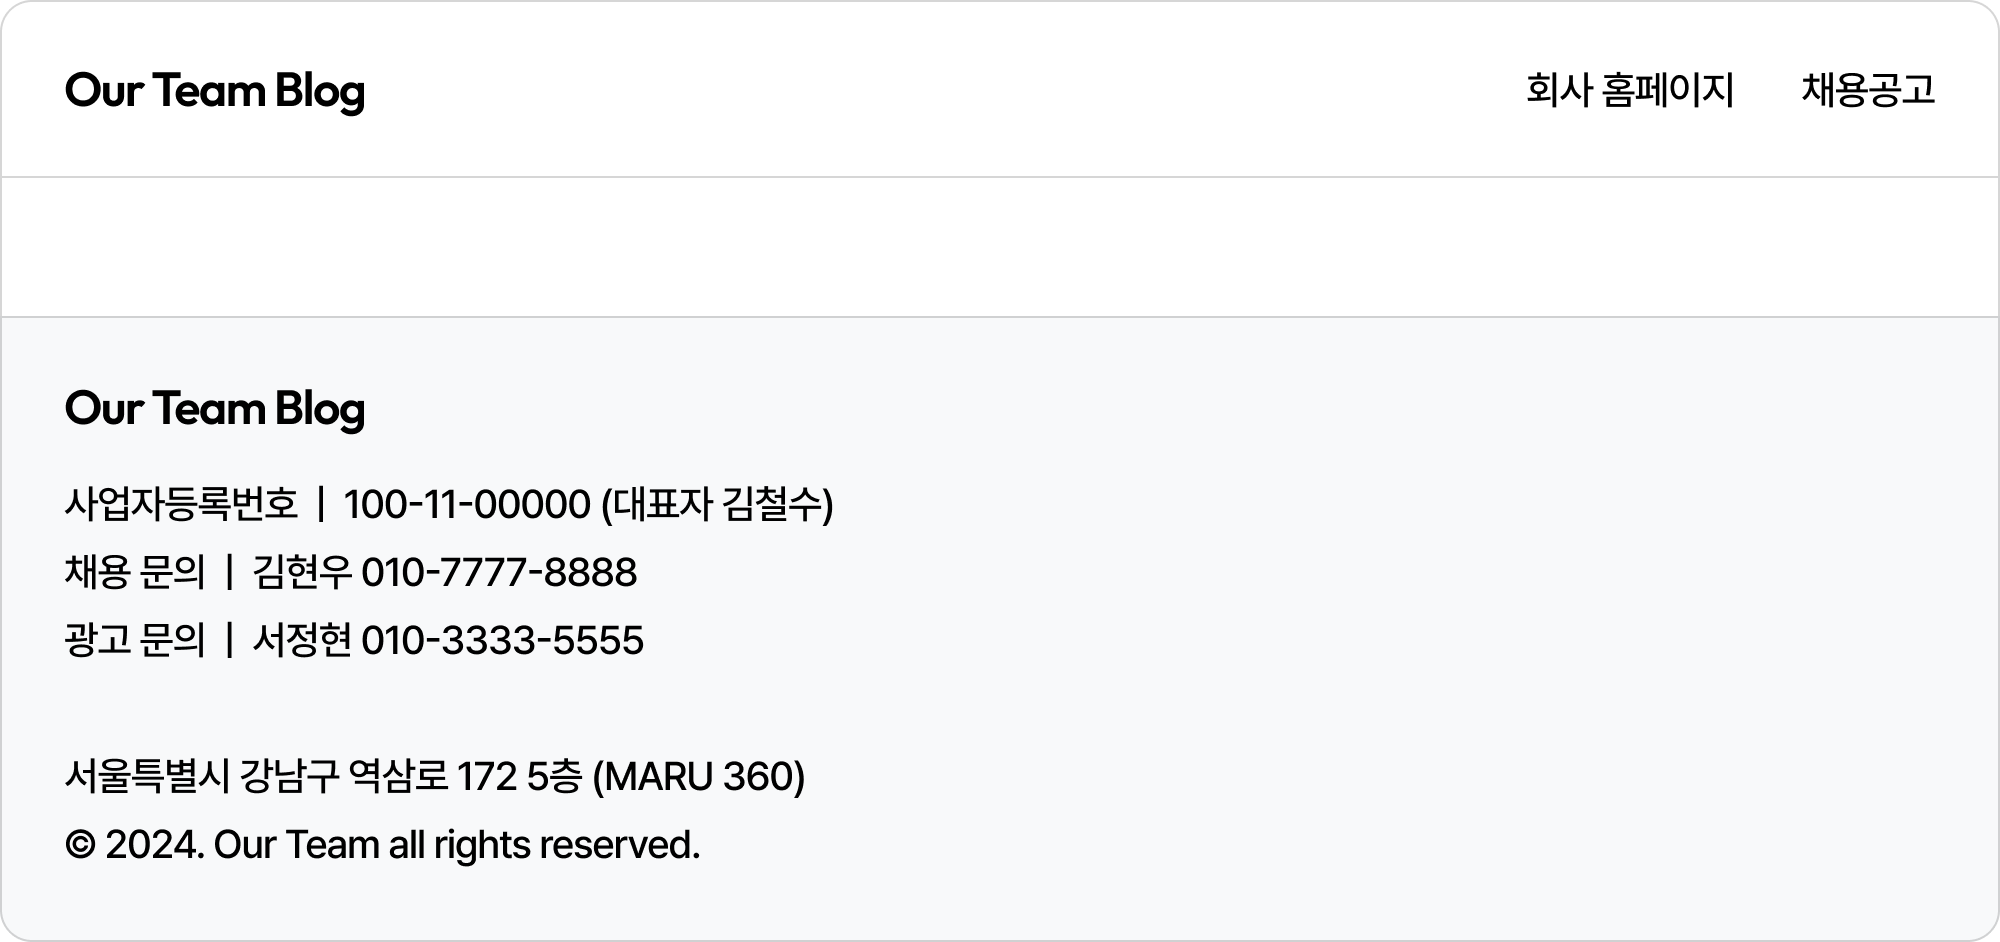 Our Team Blog
회사 홈페이지 채용공고
Our Team Blog
사업자등록번호 | 100-11-00000 (대표자 김철수)
채용 문의 | 김현우 010-7777-8888
광고 문의 | 서정현 010-3333-5555
서울특별시 강남구 역삼로 172 5층 (MARU 360)
© 2024. Our Team all rights reserved.